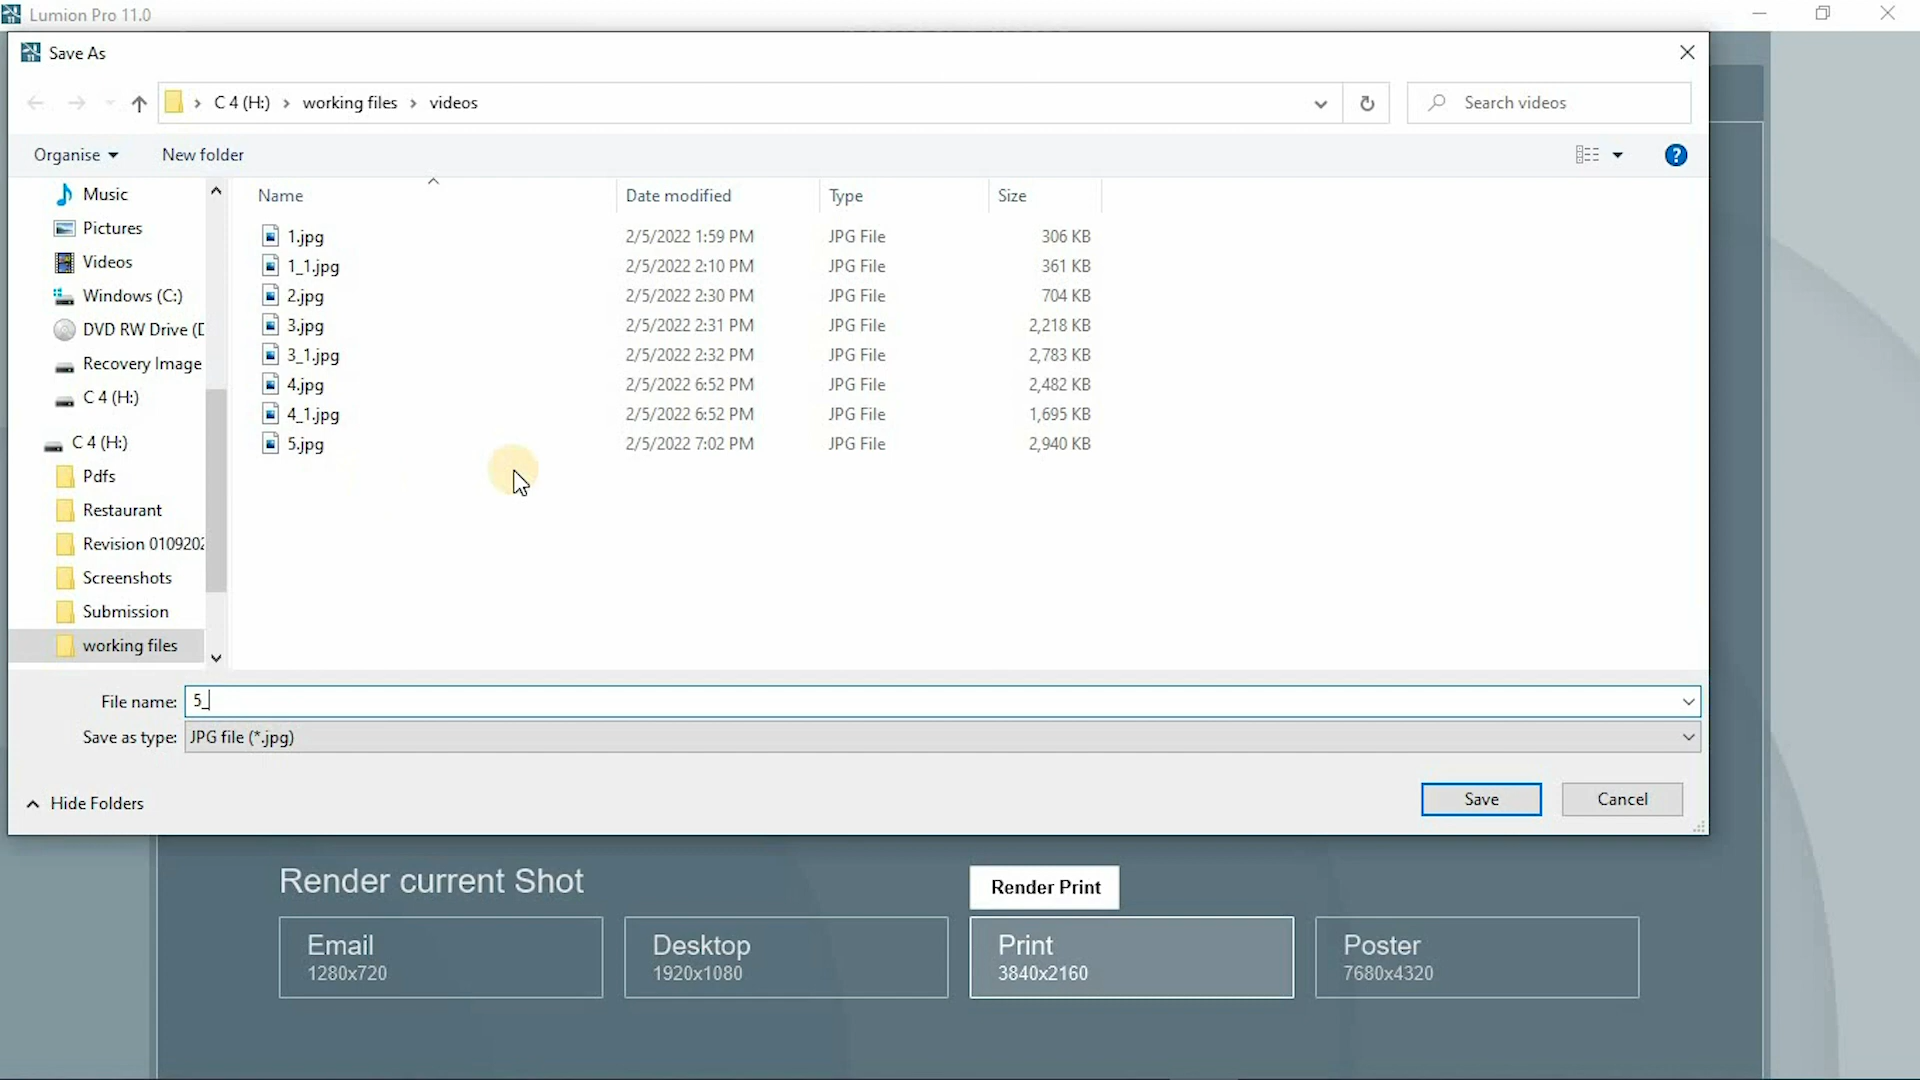 Lumion Pro 11.0
Save As
C 4 (H:) › working files › videos
Search videos
Organise
New folder
Music
Pictures
Videos
Windows (C:)
DVD RW Drive (D
Recovery Image
C 4 (H:)
C 4 (H:)
Pdfs
Restaurant
Revision 0109202
Screenshots
Submission
working files
Name Date modified Type Size
1.jpg 2/5/2022 1:59 PM JPG File 306 KB
1_1.jpg 2/5/2022 2:10 PM JPG File 361 KB
2.jpg 2/5/2022 2:30 PM JPG File 704 KB
3.jpg 2/5/2022 2:31 PM JPG File 2,218 KB
3_1.jpg 2/5/2022 2:32 PM JPG File 2,783 KB
4.jpg 2/5/2022 6:52 PM JPG File 2,482 KB
4_1.jpg 2/5/2022 6:52 PM JPG File 1,695 KB
5.jpg 2/5/2022 7:02 PM JPG File 2,940 KB
File name: 5_
Save as type: JPG file (*.jpg)
Hide Folders
Save
Cancel
Render current Shot
Render Print
Email
1280x720
Desktop
1920x1080
Print
3840x2160
Poster
7680x4320